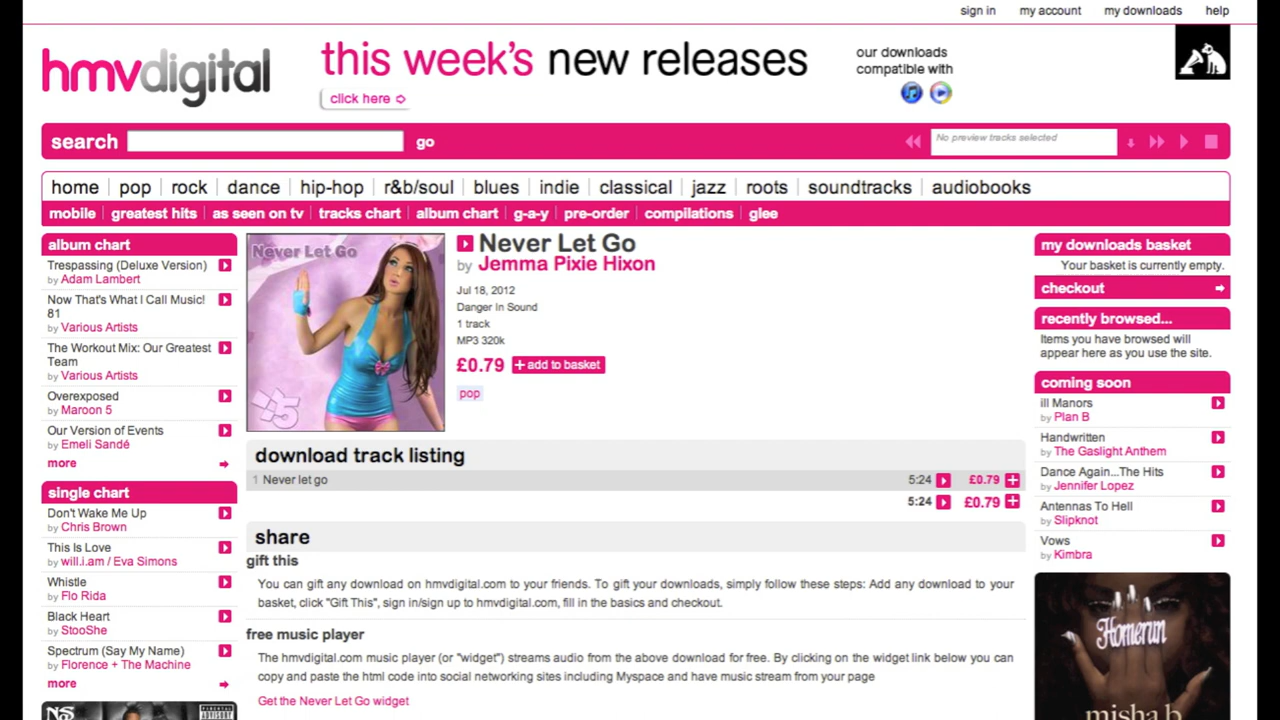 sign in my account my downloads help
hmvdigital
this week's new releases
click here
our downloads
compatible with
search go
No preview tracks selected
home pop rock dance hip-hop r&b/soul blues indie classical jazz roots soundtracks audiobooks
mobile greatest hits as seen on tv tracks chart album chart g-a-y pre-order compilations glee
album chart
Trespassing (Deluxe Version)
by Adam Lambert
Now That's What I Call Music!
81
by Various Artists
The Workout Mix: Our Greatest
Team
by Various Artists
Overexposed
by Maroon 5
Our Version of Events
by Emeli Sandé
more
single chart
Don't Wake Me Up
by Chris Brown
This Is Love
by will.i.am / Eva Simons
Whistle
by Flo Rida
Black Heart
by StooShe
Spectrum (Say My Name)
by Florence + The Machine
more
PARENTAL
ADVISORY
Never Let Go
Never Let Go
by Jemma Pixie Hixon
Jul 18, 2012
Danger In Sound
1 track
MP3 320k
£0.79 + add to basket
pop
download track listing
1 Never let go 5:24 £0.79
5:24 £0.79
share
gift this
You can gift any download on hmvdigital.com to your friends. To gift your downloads, simply follow these steps: Add any download to your
basket, click "Gift This", sign in/sign up to hmvdigital.com, fill in the basics and checkout.
free music player
The hmvdigital.com music player (or "widget") streams audio from the above download for free. By clicking on the widget link below you can
copy and paste the html code into social networking sites including Myspace and have music stream from your page
Get the Never Let Go widget
my downloads basket
Your basket is currently empty.
checkout
recently browsed...
Items you have browsed will
appear here as you use the site.
coming soon
ill Manors
by Plan B
Handwritten
by The Gaslight Anthem
Dance Again...The Hits
by Jennifer Lopez
Antennas To Hell
by Slipknot
Vows
by Kimbra
Homerun
misha b